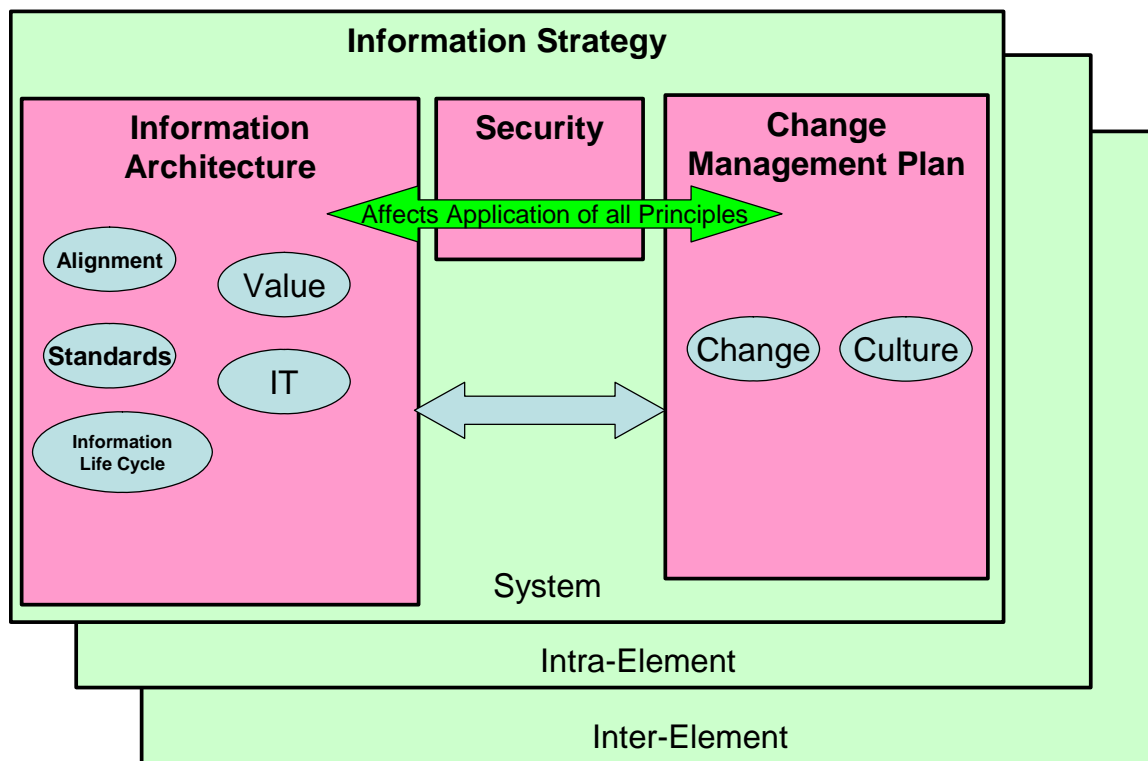 Information Strategy
Information
Architecture
Security
Change
Management Plan
Affects Application of all Principles
Alignment
Value
Standards
IT
Information
Life Cycle
Change
Culture
System
Intra-Element
Inter-Element